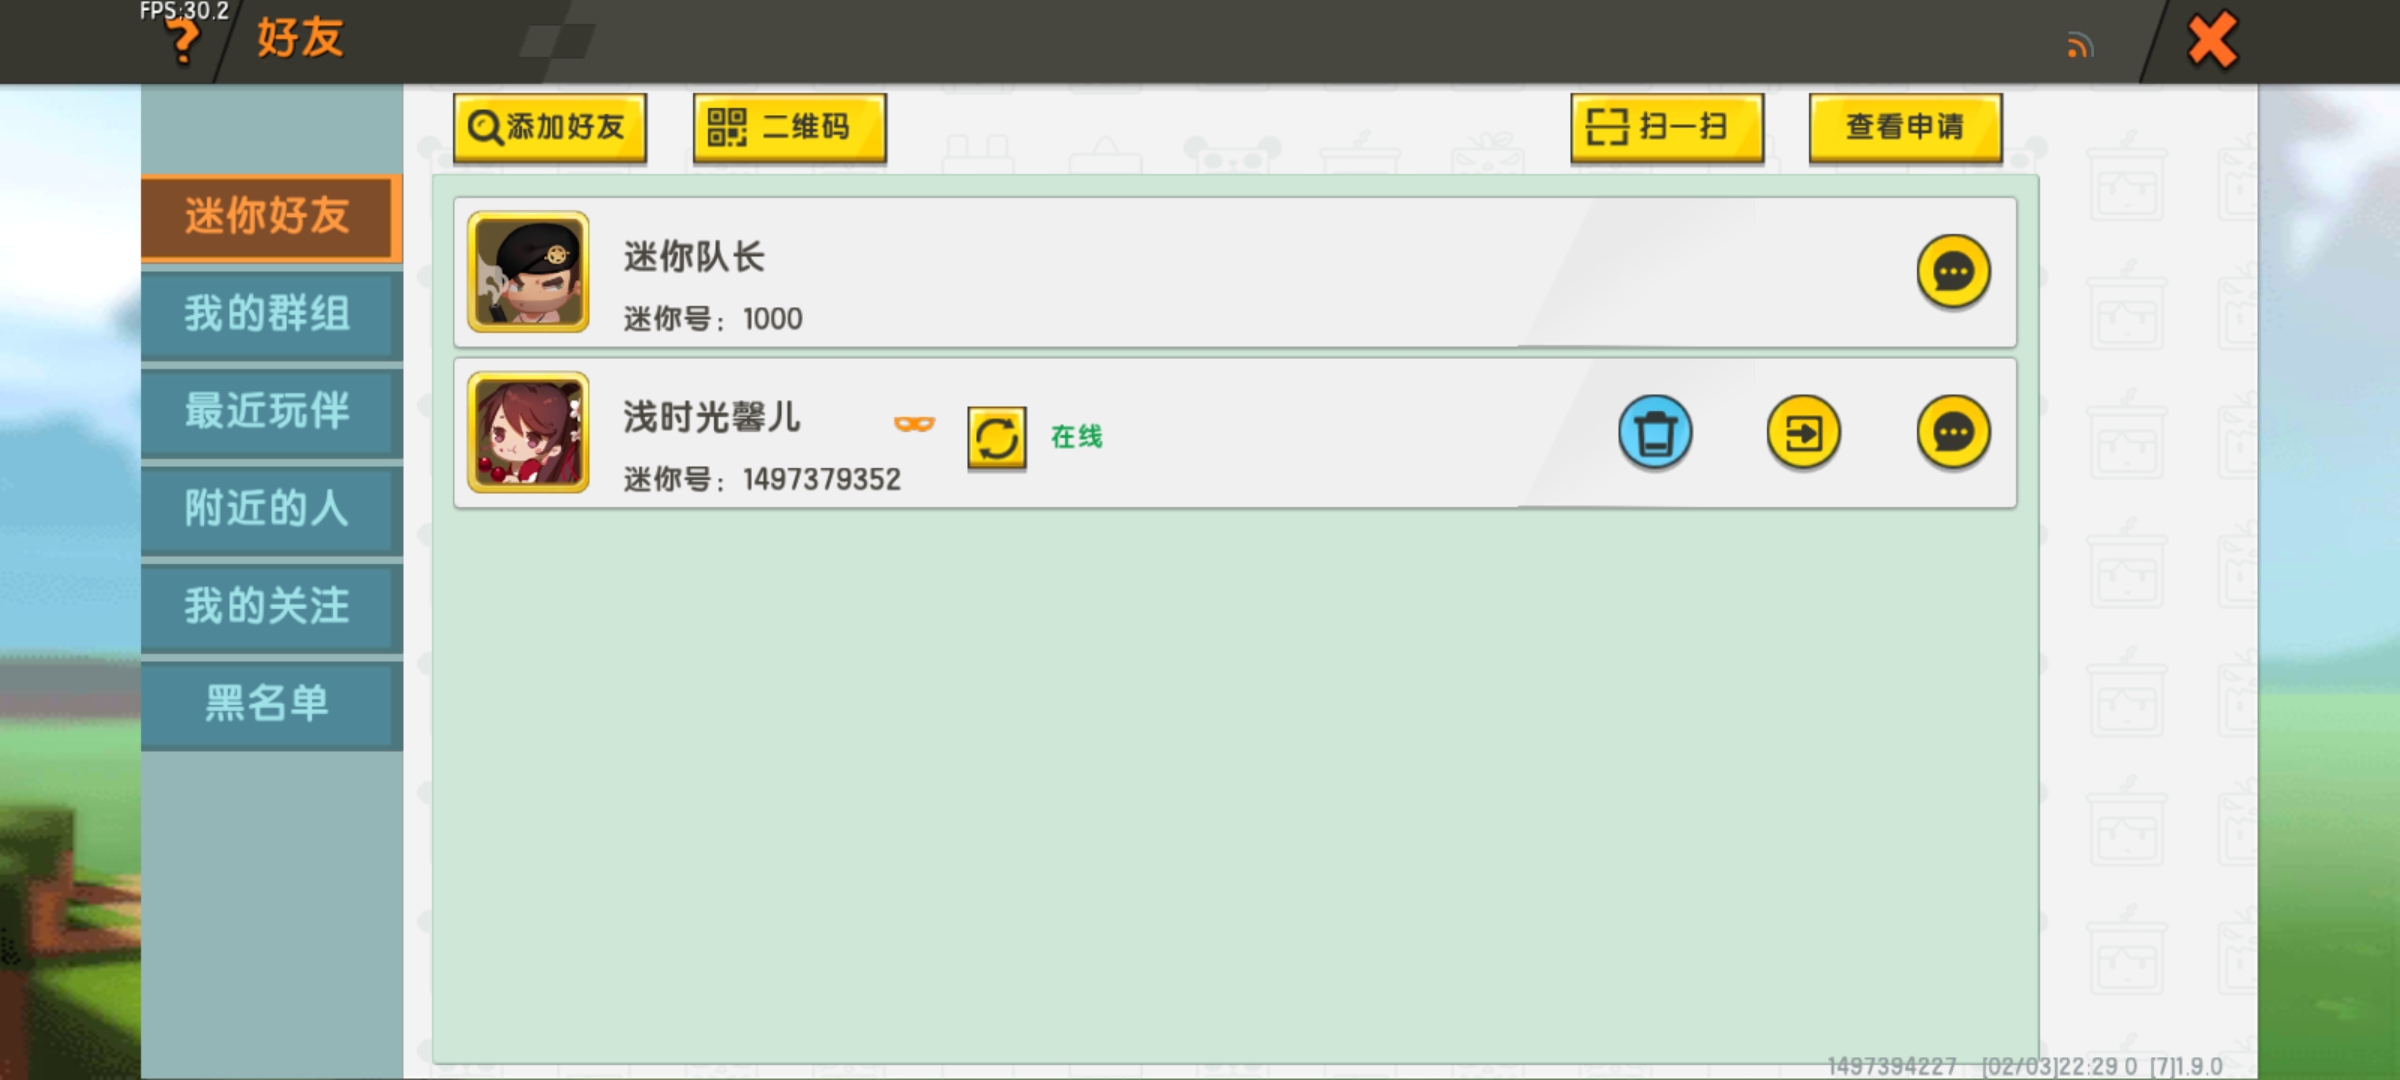 FPS:30.2
好友
添加好友
二维码
扫一扫
查看申请
迷你好友
我的群组
最近玩伴
附近的人
我的关注
黑名单
迷你队长
迷你号：1000
浅时光馨儿
在线
迷你号：1497379352
1497394227 [02/03]22:29 0 [7]1.9.0